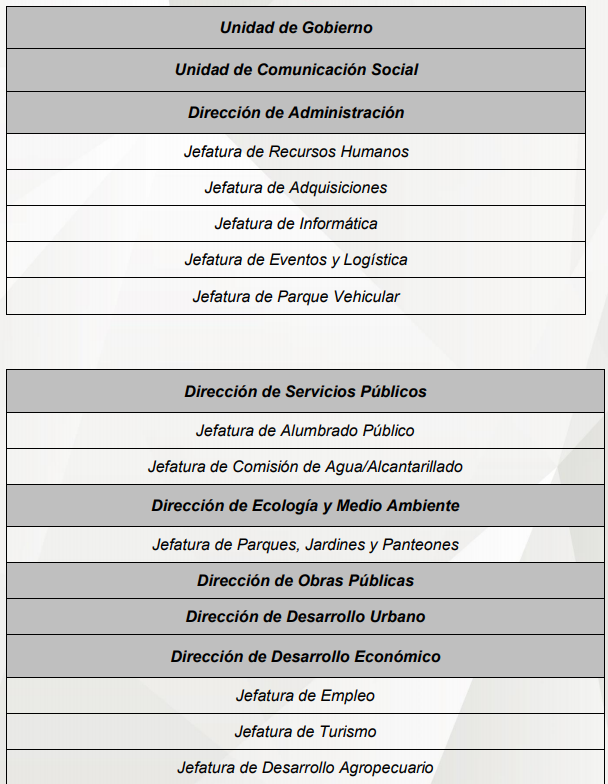 Unidad de Gobierno
Unidad de Comunicación Social
Dirección de Administración
Jefatura de Recursos Humanos
Jefatura de Adquisiciones
Jefatura de Informática
Jefatura de Eventos y Logística
Jefatura de Parque Vehicular
Dirección de Servicios Públicos
Jefatura de Alumbrado Público
Jefatura de Comisión de Agua/Alcantarillado
Dirección de Ecología y Medio Ambiente
Jefatura de Parques, Jardines y Panteones
Dirección de Obras Públicas
Dirección de Desarrollo Urbano
Dirección de Desarrollo Económico
Jefatura de Empleo
Jefatura de Turismo
Jefatura de Desarrollo Agropecuario